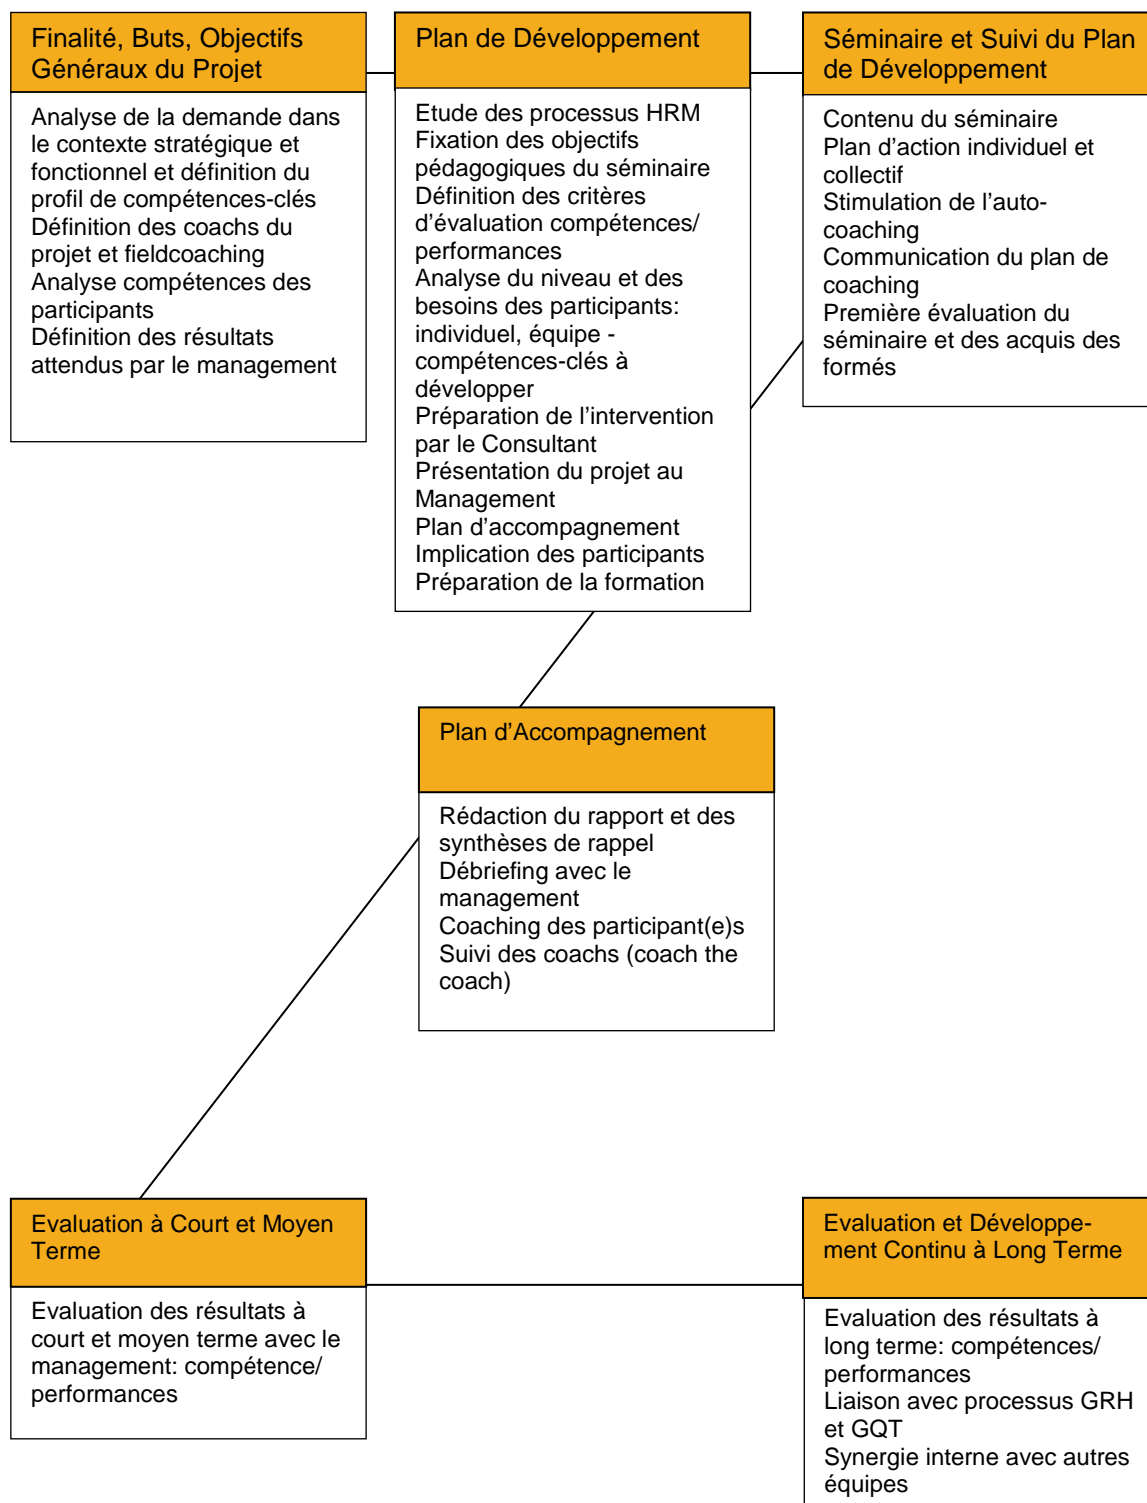 Finalité, Buts, Objectifs
Généraux du Projet
Analyse de la demande dans
le contexte stratégique et
fonctionnel et définition du
profil de compétences-clés
Définition des coachs du
projet et fieldcoaching
Analyse compétences des
participants
Définition des résultats
attendus par le management
Plan de Développement
Etude des processus HRM
Fixation des objectifs
pédagogiques du séminaire
Définition des critères
d’évaluation compétences/
performances
Analyse du niveau et des
besoins des participants:
individuel, équipe -
compétences-clés à
développer
Préparation de l’intervention
par le Consultant
Présentation du projet au
Management
Plan d’accompagnement
Implication des participants
Préparation de la formation
Séminaire et Suivi du Plan
de Développement
Contenu du séminaire
Plan d’action individuel et
collectif
Stimulation de l’auto-
coaching
Communication du plan de
coaching
Première évaluation du
séminaire et des acquis des
formés
Plan d’Accompagnement
Rédaction du rapport et des
synthèses de rappel
Débriefing avec le
management
Coaching des participant(e)s
Suivi des coachs (coach the
coach)
Evaluation à Court et Moyen
Terme
Evaluation des résultats à
court et moyen terme avec le
management: compétence/
performances
Evaluation et Développe-
ment Continu à Long Terme
Evaluation des résultats à
long terme: compétences/
performances
Liaison avec processus GRH
et GQT
Synergie interne avec autres
équipes